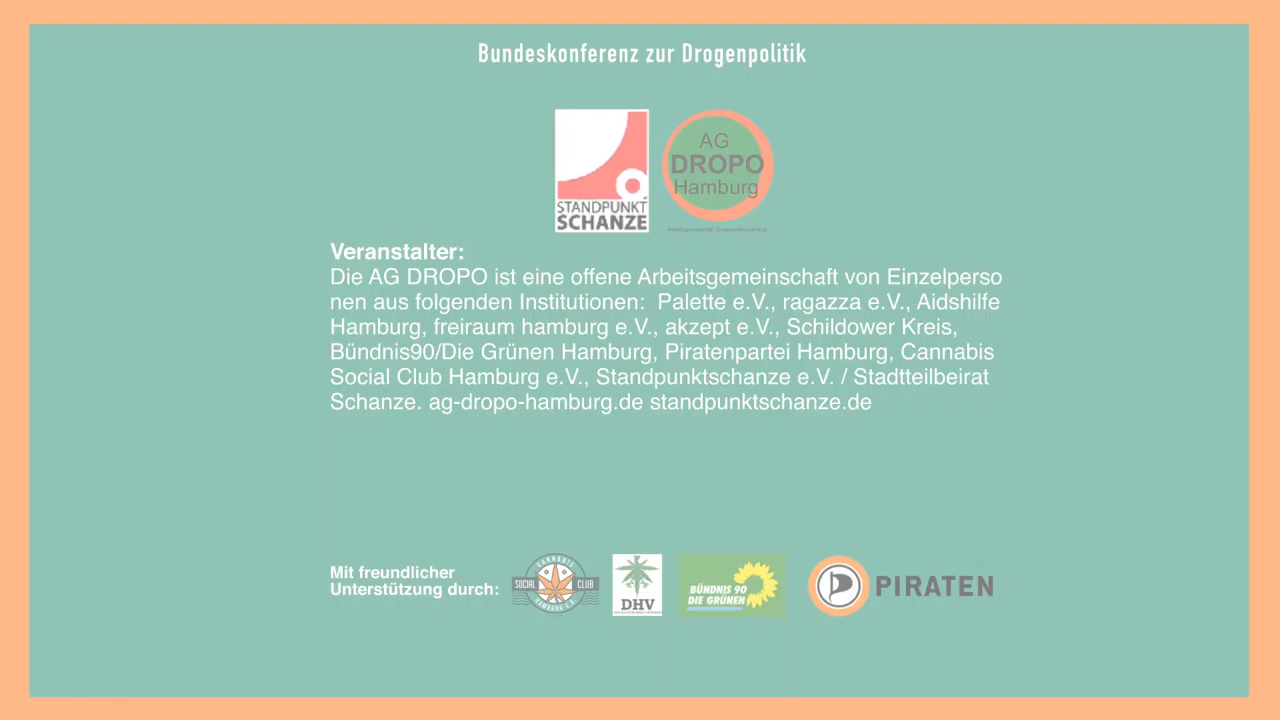 Bundeskonferenz zur Drogenpolitik
STANDPUNKT
SCHANZE
AG
DROPO
Hamburg
Veranstalter:
Die AG DROPO ist eine offene Arbeitsgemeinschaft von Einzelperso
nen aus folgenden Institutionen:  Palette e.V., ragazza e.V., Aidshilfe
Hamburg, freiraum hamburg e.V., akzept e.V., Schildower Kreis,
Bündnis90/Die Grünen Hamburg, Piratenpartei Hamburg, Cannabis
Social Club Hamburg e.V., Standpunktschanze e.V. / Stadtteilbeirat
Schanze. ag-dropo-hamburg.de standpunktschanze.de
Mit freundlicher
Unterstützung durch:
CANNABIS
SOCIAL CLUB
HAMBURG E.V.
DHV
BÜNDNIS 90
DIE GRÜNEN
PIRATEN